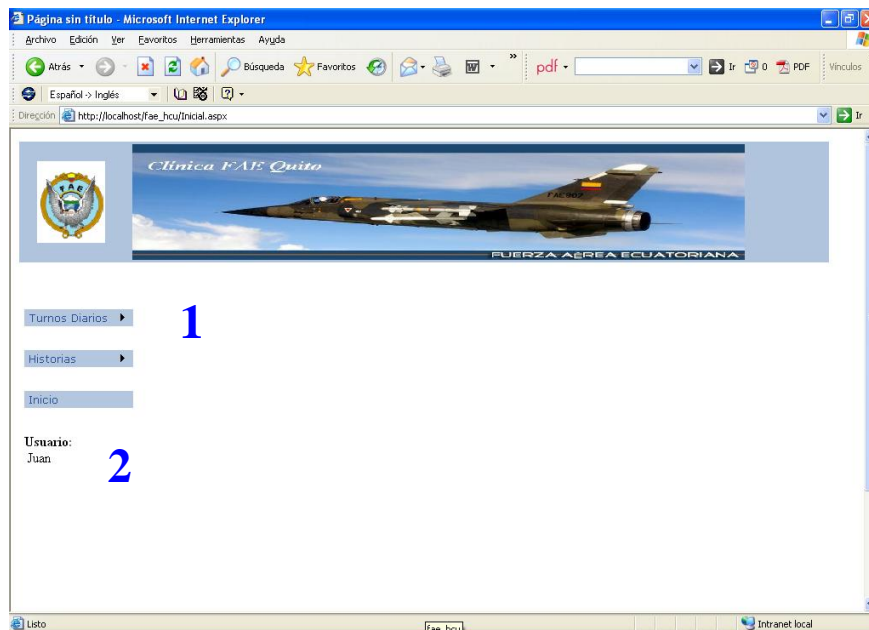 Página sin título - Microsoft Internet Explorer
Archivo Edición Ver Favoritos Herramientas Ayuda
Atrás Búsqueda Favoritos » pdf Ir 0 PDF Vínculos
Español -> Inglés
Dirección http://localhost/fae_hcu/Inicial.aspx Ir
Clínica FAE Quito
FAE
FAE902
FUERZA AÉREA ECUATORIANA
Turnos Diarios
1
Historias
Inicio
Usuario:
Juan
2
Listo fae_hcu Intranet local